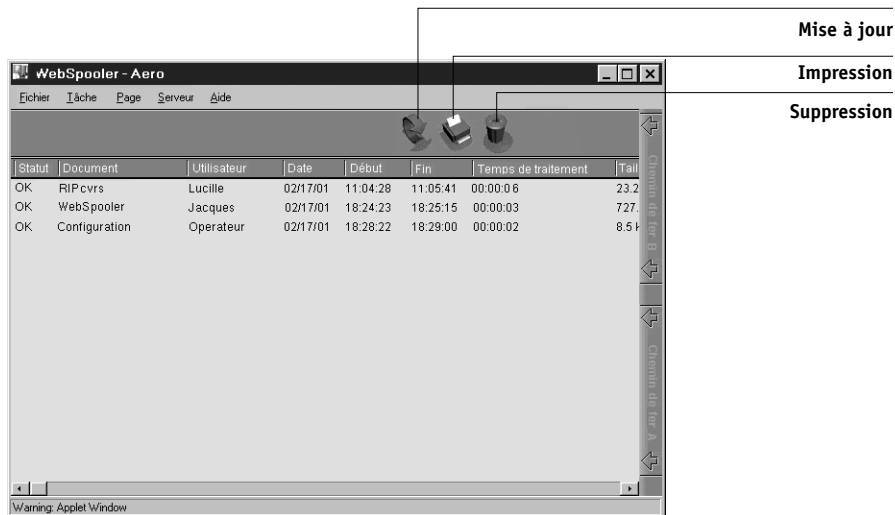 Mise à jour
Impression
Suppression
WebSpooler - Aero
Fichier Tâche Page Serveur Aide
Statut Document Utilisateur Date Début Fin Temps de traitement Tail
OK RIPcvrs Lucille 02/17/01 11:04:28 11:05:41 00:00:06 23.2
OK WebSpooler Jacques 02/17/01 18:24:23 18:25:15 00:00:03 727.
OK Configuration Operateur 02/17/01 18:28:22 18:29:00 00:00:02 8.5 k
Chemin de fer B
Chemin de fer A
Warning: Applet Window